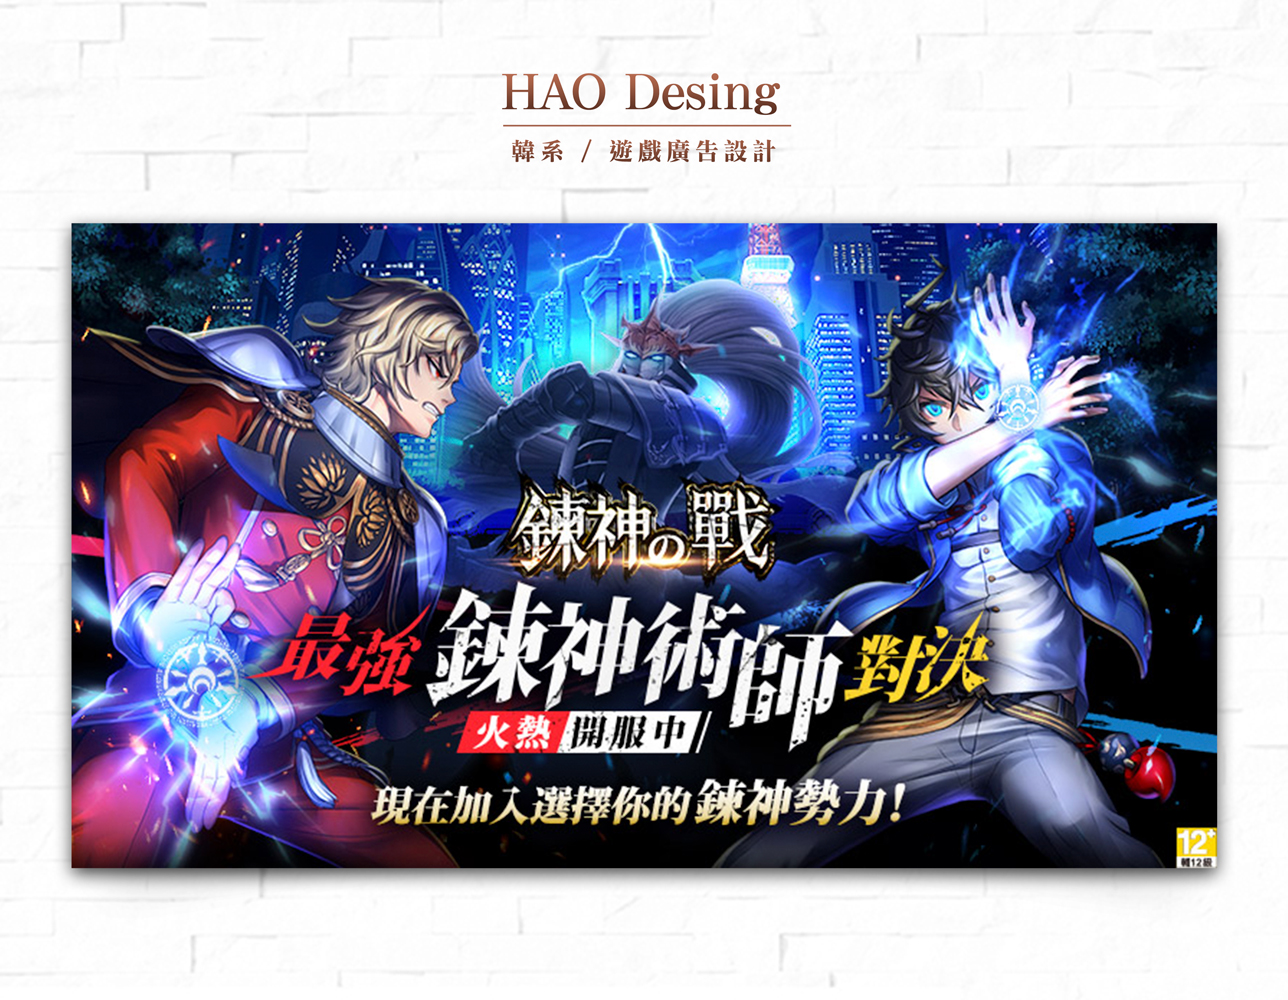 HAO Desing
韓系 / 遊戲廣告設計
鍊神の戰
最強鍊神術師對決
火熱開服中
現在加入選擇你的鍊神勢力!
12+
輔12級